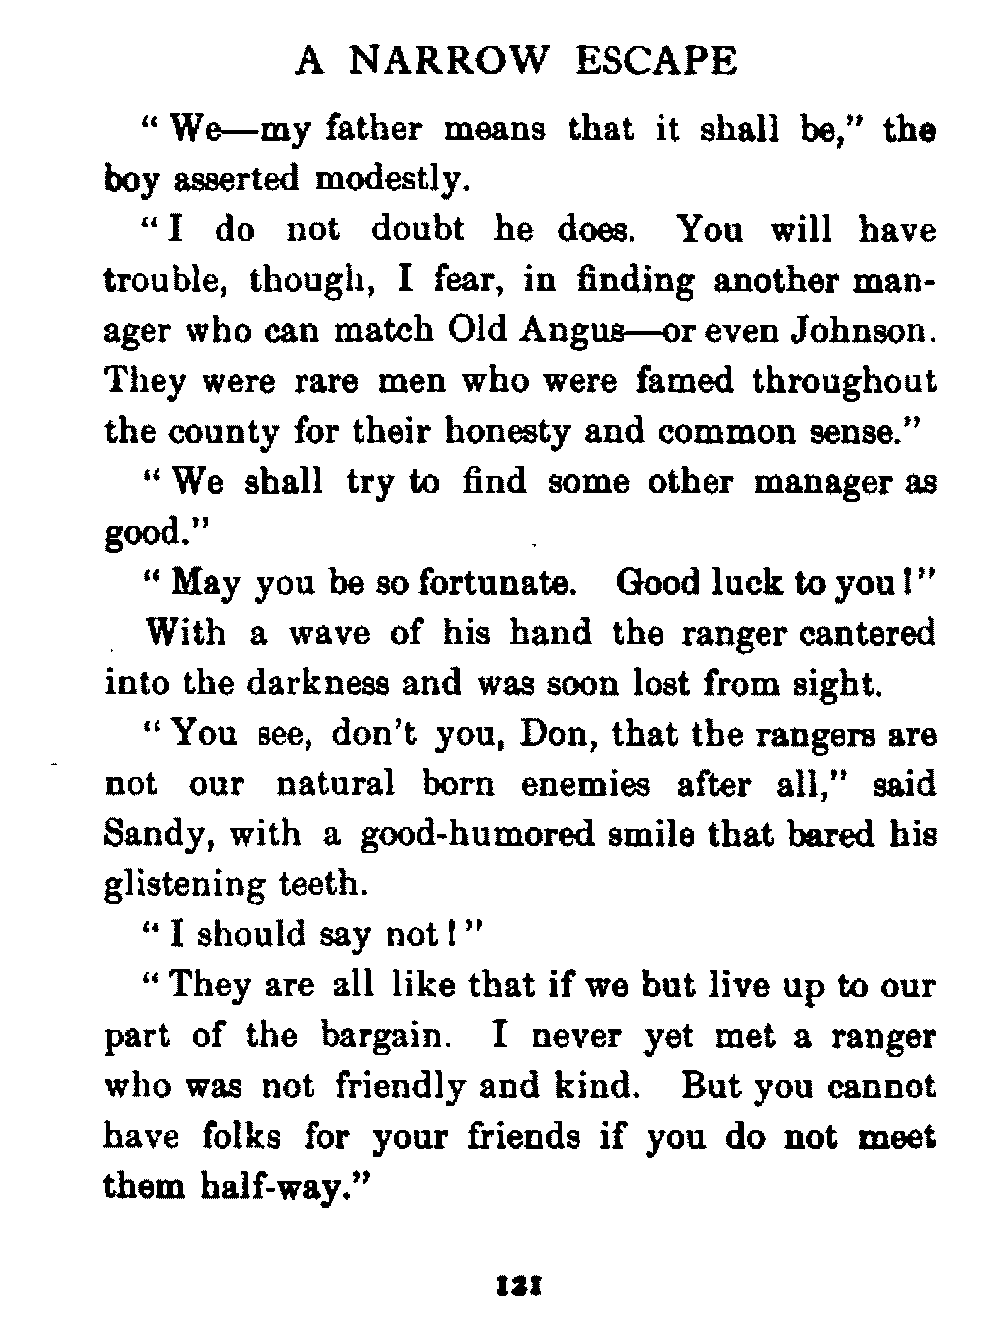 A NARROW ESCAPE
“ We—my father means that it shall be,” the
boy asserted modestly.
“ I do not doubt he does. You will have
trouble, though, I fear, in finding another man-
ager who can match Old Angus—or even Johnson.
They were rare men who were famed throughout
the county for their honesty and common sense.”
“ We shall try to find some other manager as
good.”
“ May you be so fortunate. Good luck to you !”
With a wave of his hand the ranger cantered
into the darkness and was soon lost from sight.
“ You see, don't you, Don, that the rangers are
not our natural born enemies after all,” said
Sandy, with a good-humored smile that bared his
glistening teeth.
“ I should say not ! ”
“ They are all like that if we but live up to our
part of the bargain. I never yet met a ranger
who was not friendly and kind. But you cannot
have folks for your friends if you do not meet
them half-way.”
121